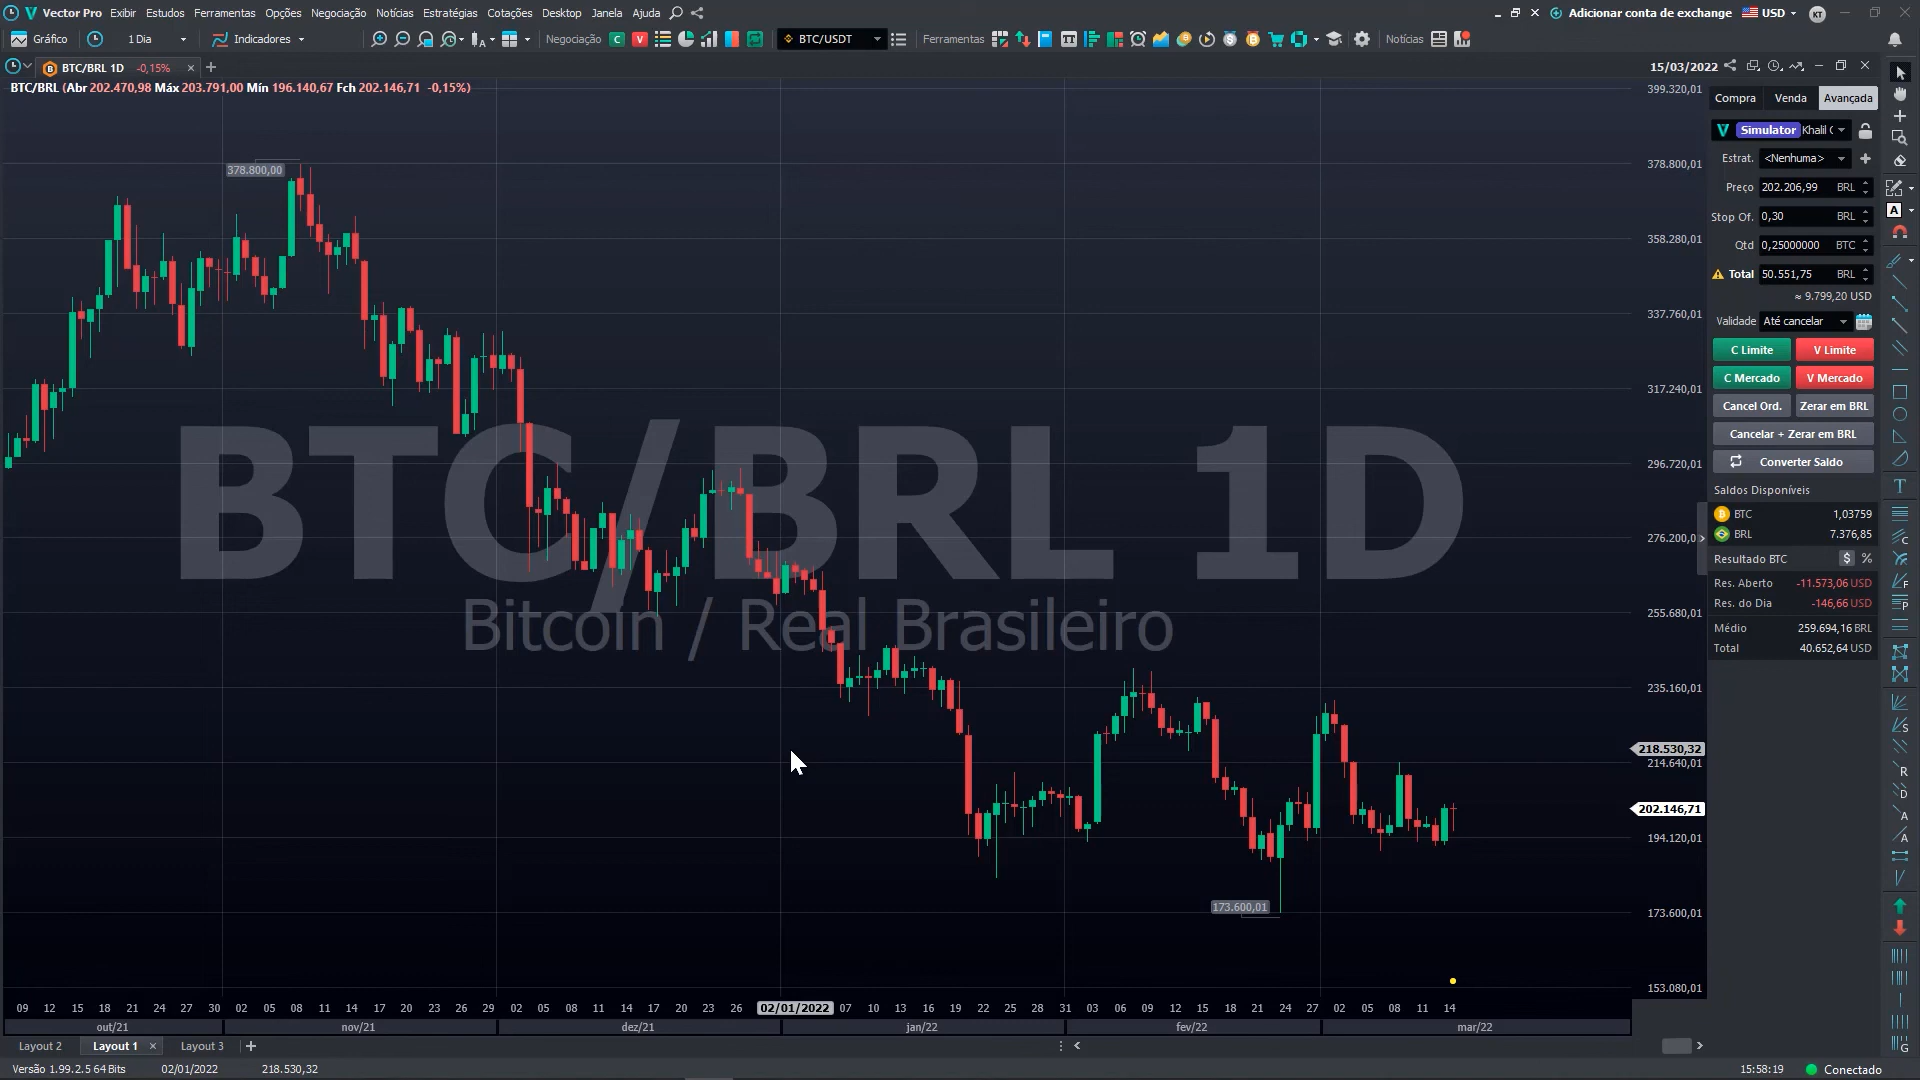 Vector Pro Exibir Estudos Ferramentas Opções Negociação Notícias Estratégias Cotações Desktop Janela Ajuda Adicionar conta de exchange USD KT
Gráfico 1 Dia Indicadores Negociação C V BTC/USDT Ferramentas Notícias
BTC/BRL 1D -0,15% 15/03/2022
BTC/BRL (Abr 202.470,98 Máx 203.791,00 Mín 196.140,67 Fch 202.146,71 -0,15%)
399.320,01
378.800,01
358.280,01
337.760,01
317.240,01
296.720,01
276.200,0
255.680,01
235.160,01
218.530,32
214.640,01
202.146,71
194.120,01
173.600,01
153.080,01
378.800,00
173.600,01
BTC/BRL 1D
Bitcoin / Real Brasileiro
Compra Venda Avançada
Simulator Khalil
Estrat. <Nenhuma>
Preço 202.206,99 BRL
Stop Of. 0,30 BRL
Qtd 0,25000000 BTC
Total 50.551,75 BRL
≈ 9.799,20 USD
Validade Até cancelar
C Limite V Limite
C Mercado V Mercado
Cancel Ord. Zerar em BRL
Cancelar + Zerar em BRL
Converter Saldo
Saldos Disponíveis
BTC 1,03759
BRL 7.376,85
Resultado BTC $ %
Res. Aberto -11.573,06 USD
Res. do Dia -146,66 USD
Médio 259.694,16 BRL
Total 40.652,64 USD
09 12 15 18 21 24 27 30 02 05 08 11 14 17 20 23 26 29 02 05 08 11 14 17 20 23 26 02/01/2022 07 10 13 16 19 22 25 28 31 03 06 09 12 15 18 21 24 27 02 05 08 11 14
out/21 nov/21 dez/21 jan/22 fev/22 mar/22
Layout 2 Layout 1 Layout 3
Versão 1.99.2.5 64 Bits 02/01/2022 218.530,32 15:58:19 Conectado